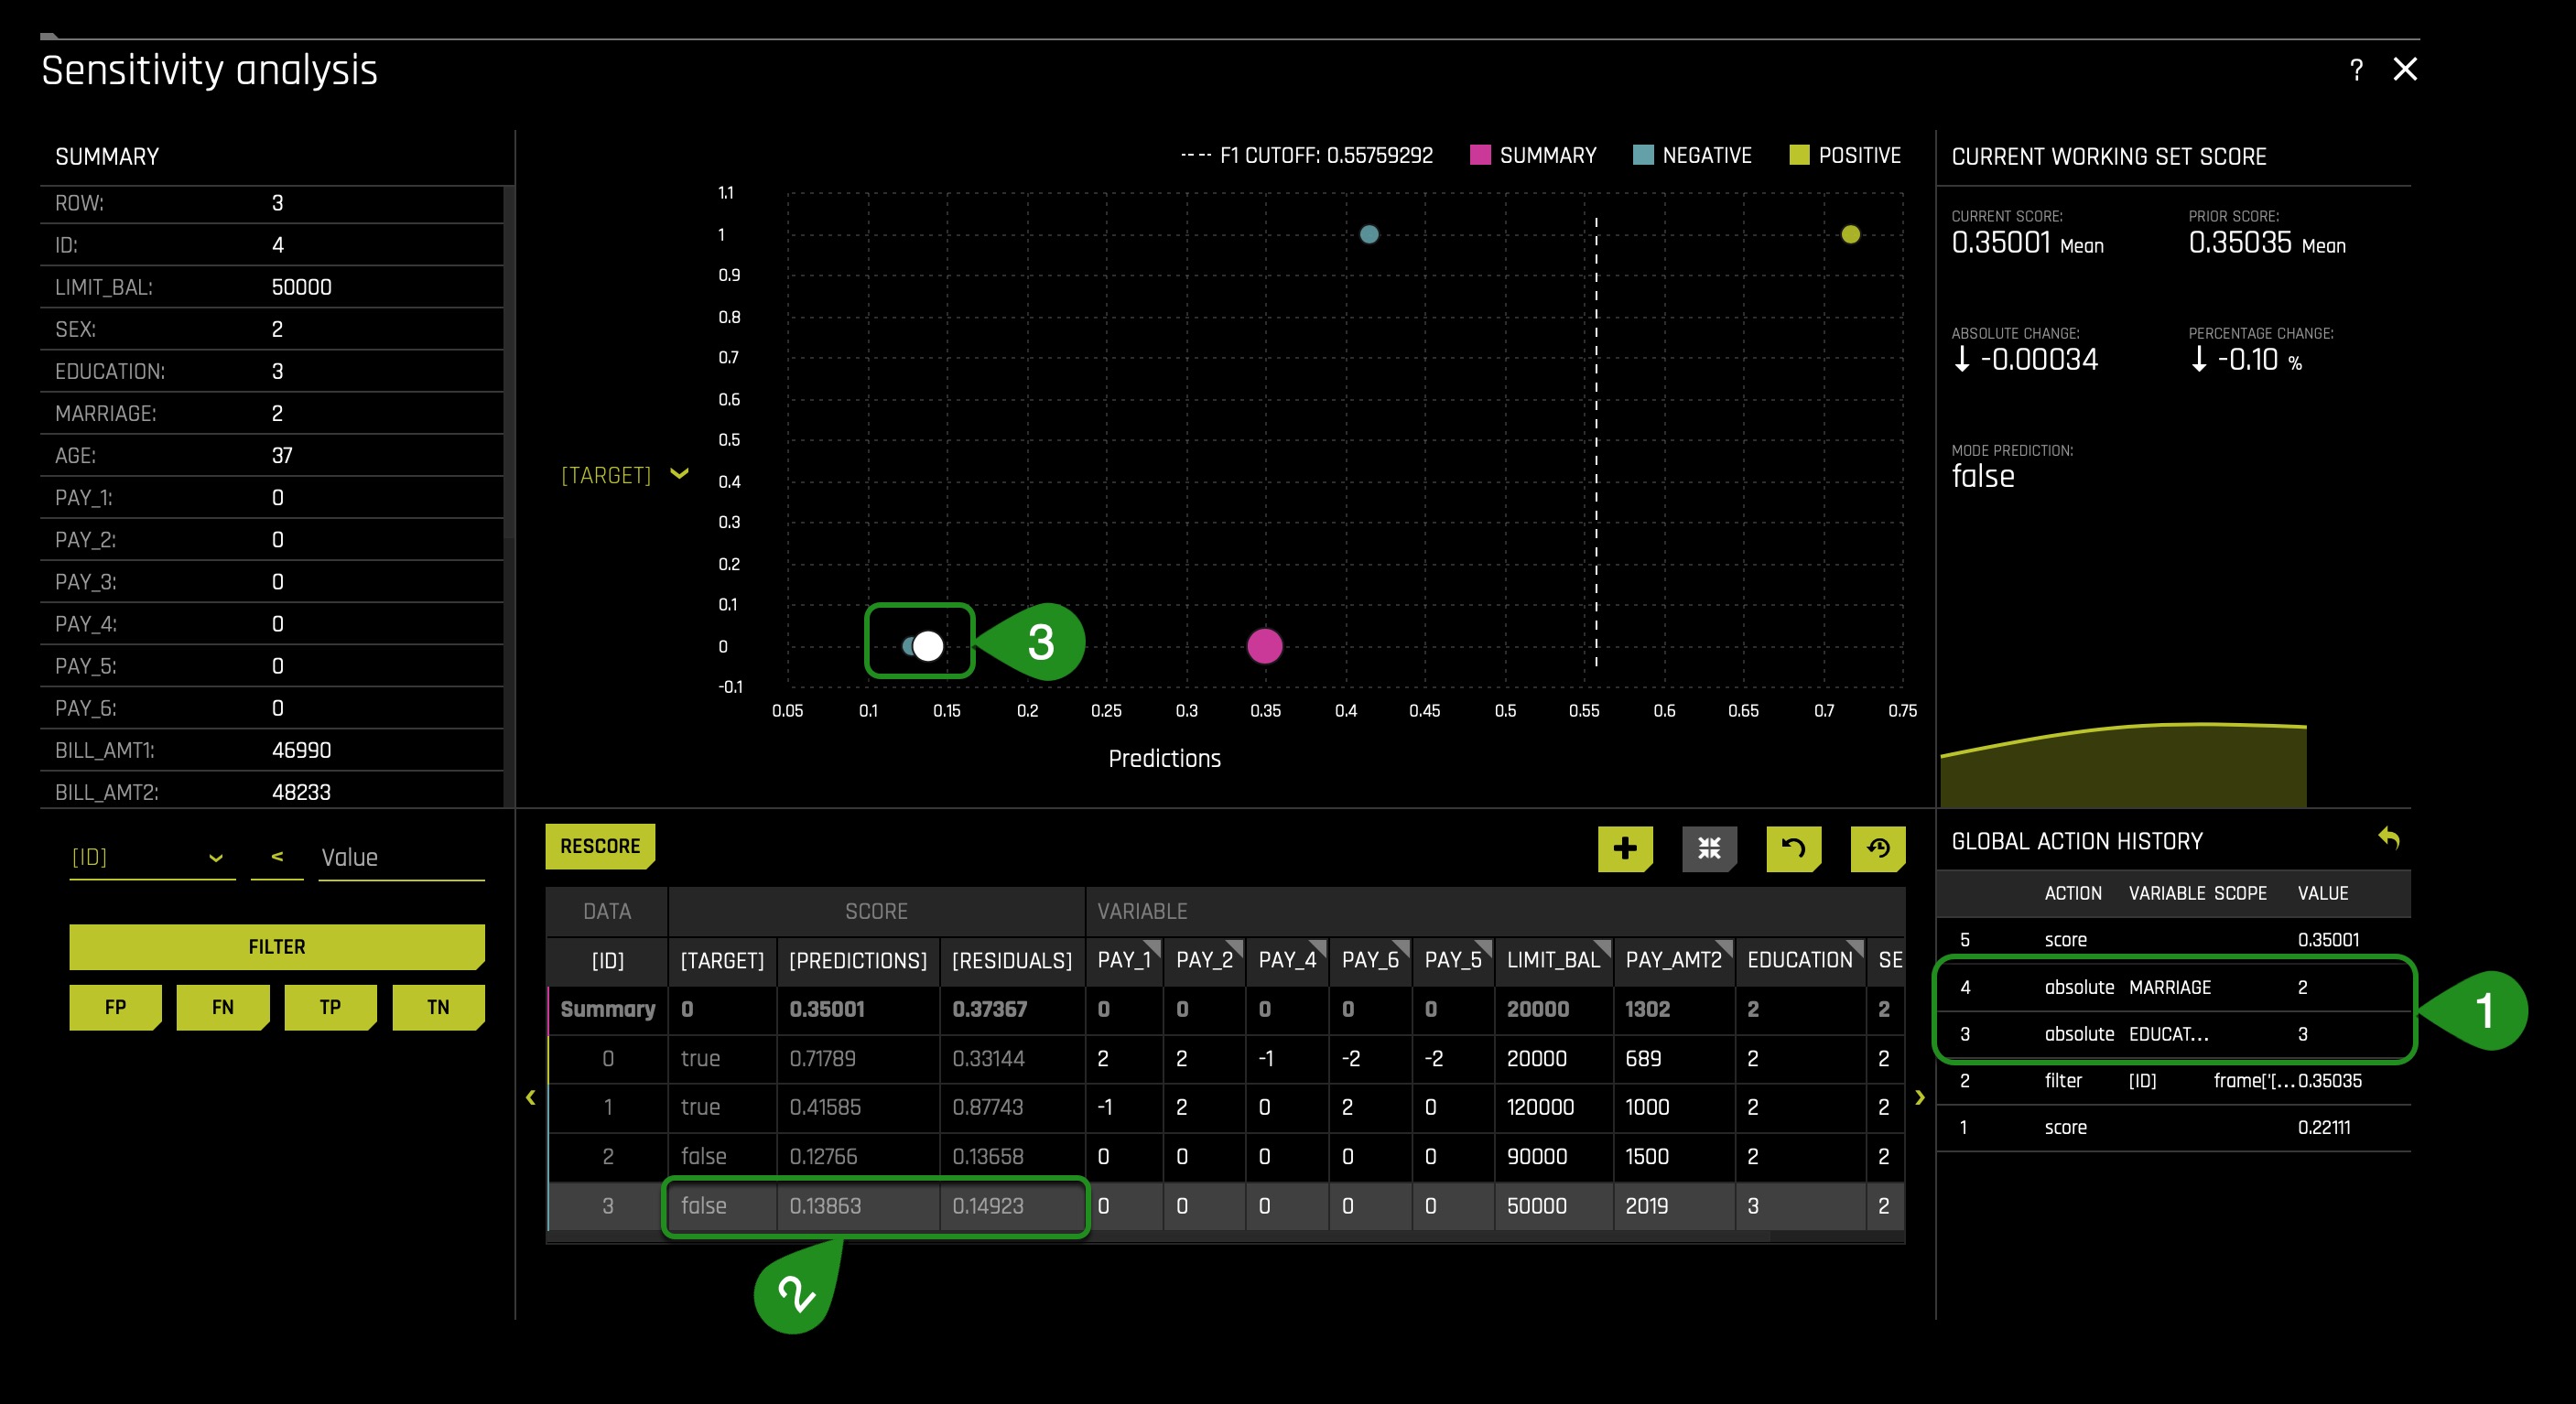 Sensitivity analysis
?
SUMMARY
ROW: 3
ID: 4
LIMIT_BAL: 50000
SEX: 2
EDUCATION: 3
MARRIAGE: 2
AGE: 37
PAY_1: 0
PAY_2: 0
PAY_3: 0
PAY_4: 0
PAY_5: 0
PAY_6: 0
BILL_AMT1: 46990
BILL_AMT2: 48233
[ID] < Value
FILTER
FP FN TP TN
F1 CUTOFF: 0.55759292 SUMMARY NEGATIVE POSITIVE
1.1
1
0.9
0.8
0.7
0.6
0.5
0.4
0.3
0.2
0.1
0
-0.1
[TARGET]
3
0.05 0.1 0.15 0.2 0.25 0.3 0.35 0.4 0.45 0.5 0.55 0.6 0.65 0.7 0.75
Predictions
RESCORE
DATA SCORE VARIABLE
[ID] [TARGET] [PREDICTIONS] [RESIDUALS] PAY_1 PAY_2 PAY_4 PAY_6 PAY_5 LIMIT_BAL PAY_AMT2 EDUCATION SE
Summary 0 0.35001 0.37367 0 0 0 0 0 20000 1302 2 2
0 true 0.71789 0.33144 2 2 -1 -2 -2 20000 689 2 2
1 true 0.41585 0.87743 -1 2 0 2 0 120000 1000 2 2
2 false 0.12766 0.13658 0 0 0 0 0 90000 1500 2 2
3 false 0.13863 0.14923 0 0 0 0 0 50000 2019 3 2
2
CURRENT WORKING SET SCORE
CURRENT SCORE: PRIOR SCORE:
0.35001 Mean 0.35035 Mean
ABSOLUTE CHANGE: PERCENTAGE CHANGE:
↓ -0.00034 ↓ -0.10 %
MODE PREDICTION:
false
GLOBAL ACTION HISTORY
ACTION VARIABLE SCOPE VALUE
5 score 0.35001
4 absolute MARRIAGE 2
3 absolute EDUCAT... 3
2 filter [ID] frame['[... 0.35035
1 score 0.22111
1